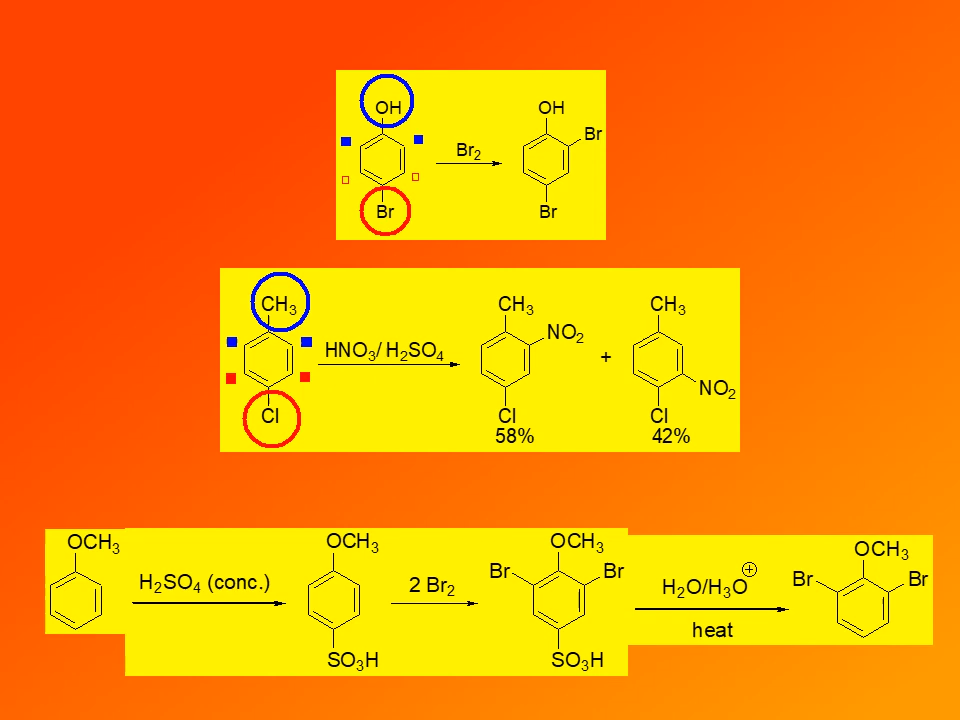 OH OH
Br
Br₂
Br Br
CH₃ CH₃ CH₃
NO₂
HNO₃/ H₂SO₄ +
NO₂
Cl Cl Cl
58% 42%
OCH₃ OCH₃ OCH₃ OCH₃
Br Br Br Br
H₂SO₄ (conc.) 2 Br₂ H₂O/H₃O⊕
heat
SO₃H SO₃H